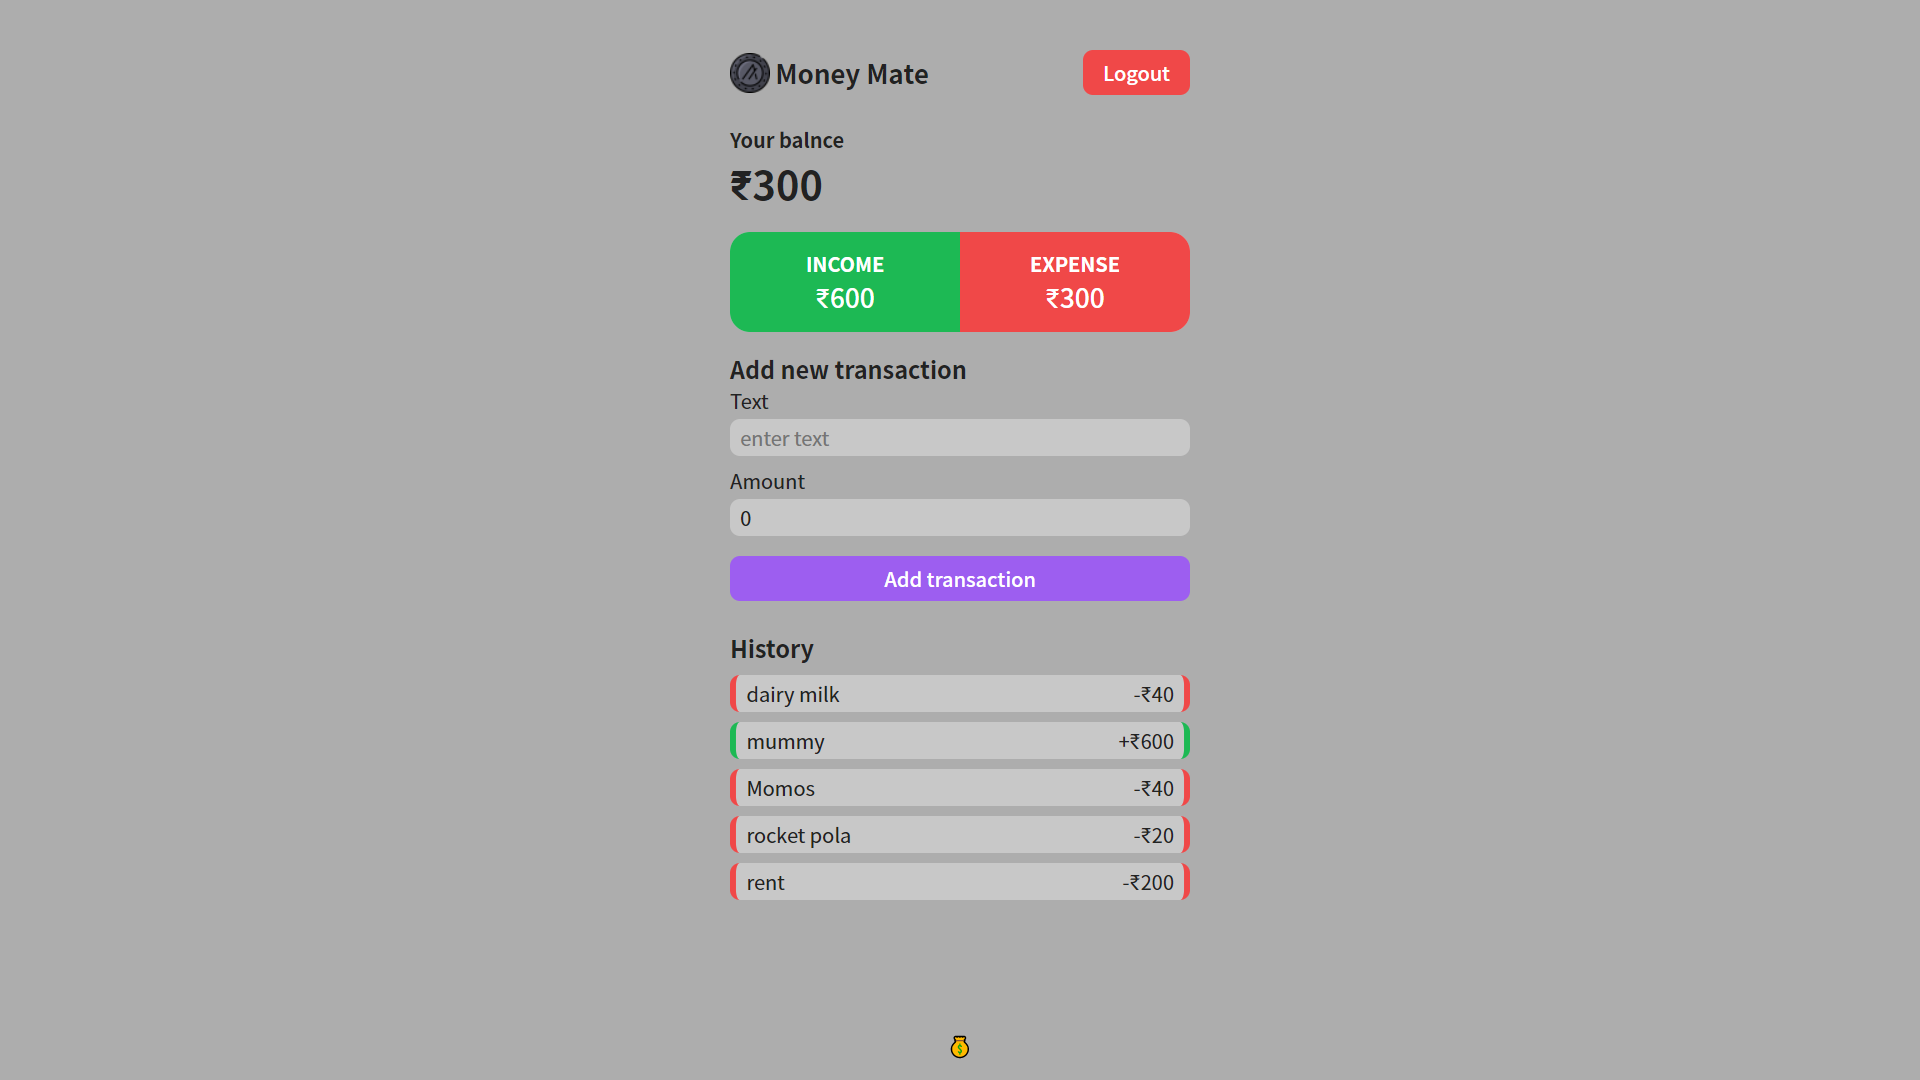 Money Mate
Logout
Your balnce
₹300
INCOME
₹600
EXPENSE
₹300
Add new transaction
Text
enter text
Amount
0
Add transaction
History
dairy milk -₹40
mummy +₹600
Momos -₹40
rocket pola -₹20
rent -₹200
$